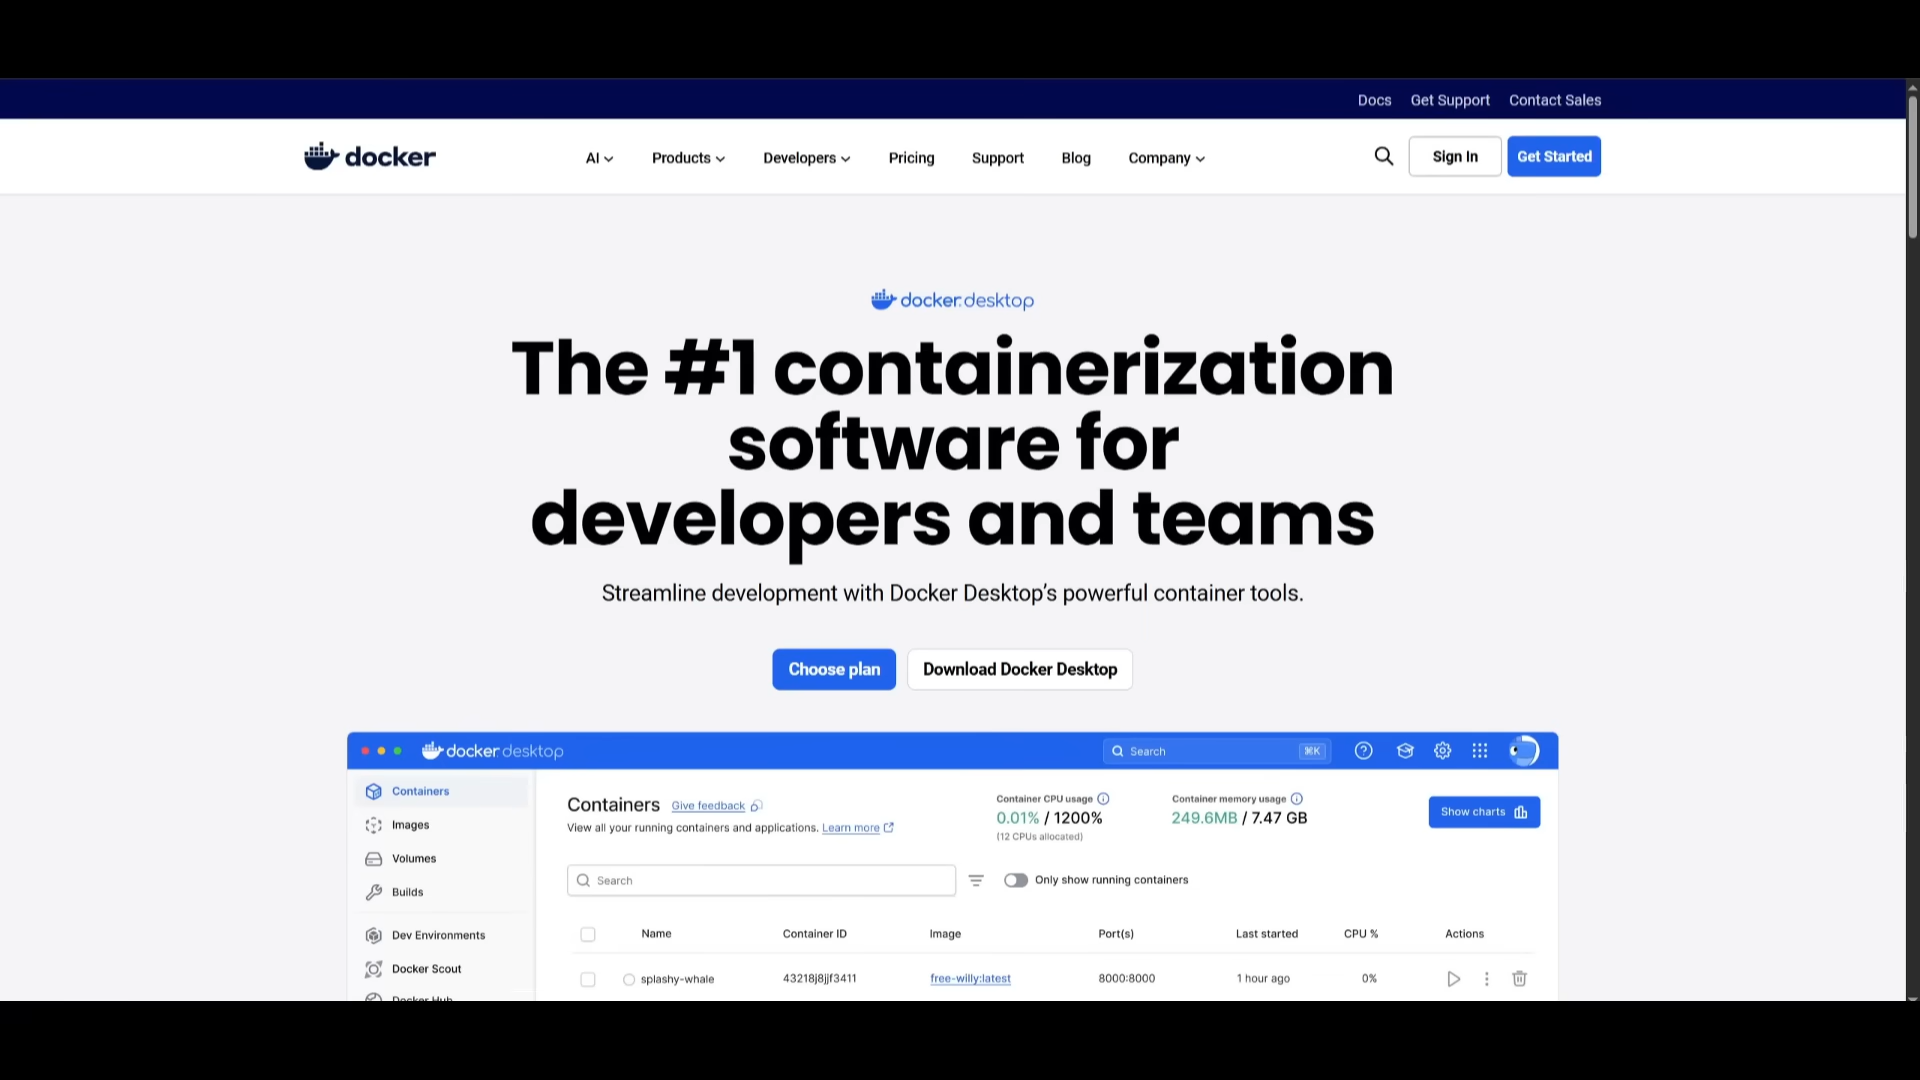 Docs Get Support Contact Sales
docker AI Products Developers Pricing Support Blog Company Sign In Get Started
docker.desktop
The #1 containerization
software for
developers and teams
Streamline development with Docker Desktop’s powerful container tools.
Choose plan Download Docker Desktop
docker.desktop Search ⌘K
Containers
Images
Volumes
Builds
Dev Environments
Docker Scout
Docker Hub
Containers Give feedback
View all your running containers and applications. Learn more
Container CPU usage
0.01% / 1200%
(12 CPUs allocated)
Container memory usage
249.6MB / 7.47 GB
Show charts
Search
Only show running containers
Name Container ID Image Port(s) Last started CPU % Actions
splashy-whale 43218j8jjf3411 free-willy:latest 8000:8000 1 hour ago 0%